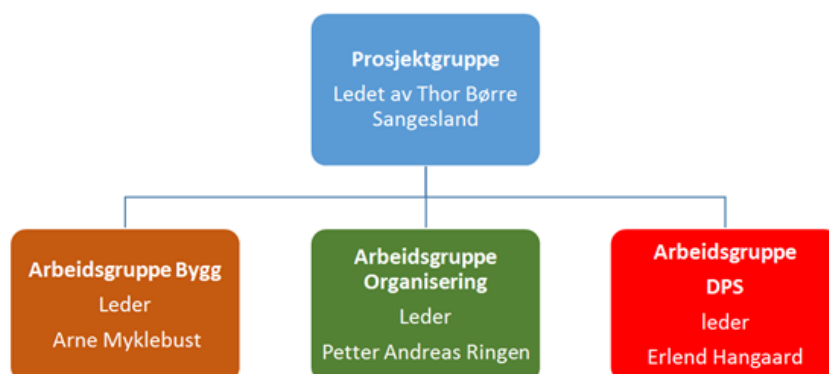 Prosjektgruppe
Ledet av Thor Børre
Sangesland
Arbeidsgruppe Bygg
Leder
Arne Myklebust
Arbeidsgruppe
Organisering
Leder
Petter Andreas Ringen
Arbeidsgruppe
DPS
leder
Erlend Hangaard